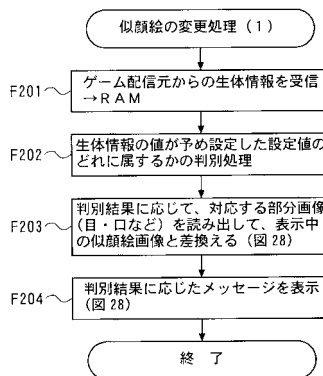 似顔絵の変更処理(1)
F201
ゲーム配信元からの生体情報を受信
→RAM
F202
生体情報の値が予め設定した設定値の
どれに属するかの判別処理
F203
判別結果に応じて、対応する部分画像
(目・口など)を読み出して、表示中
の似顔絵画像と差換える(図28)
F204
判別結果に応じたメッセージを表示
(図28)
終 了